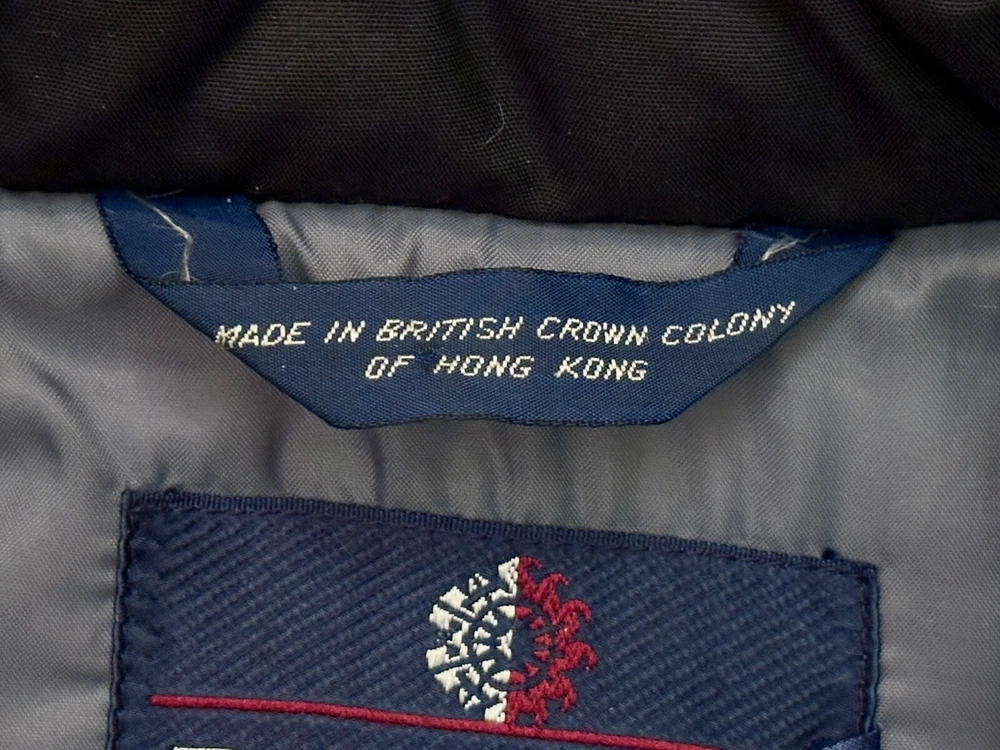 MADE IN BRITISH CROWN COLONY
OF HONG KONG